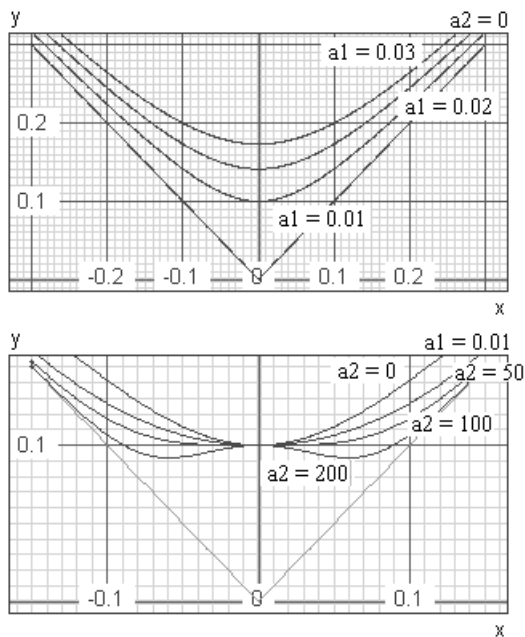 y
a2 = 0
a1 = 0.03
a1 = 0.02
0.2
0.1
a1 = 0.01
-0.2 -0.1 0 0.1 0.2
x
y
a1 = 0.01
a2 = 0
a2 = 50
a2 = 100
0.1
a2 = 200
-0.1 0 0.1
x